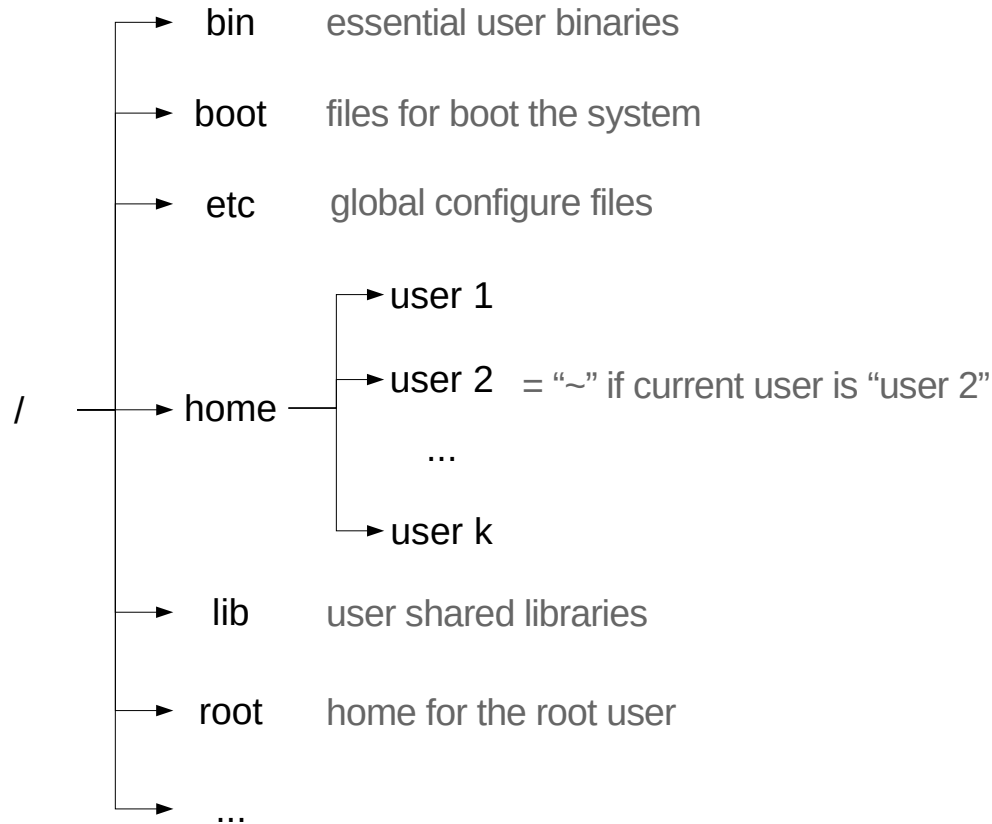 bin essential user binaries
boot files for boot the system
etc global configure files
user 1
user 2 = “~” if current user is “user 2”
/ home
...
user k
lib user shared libraries
root home for the root user
...